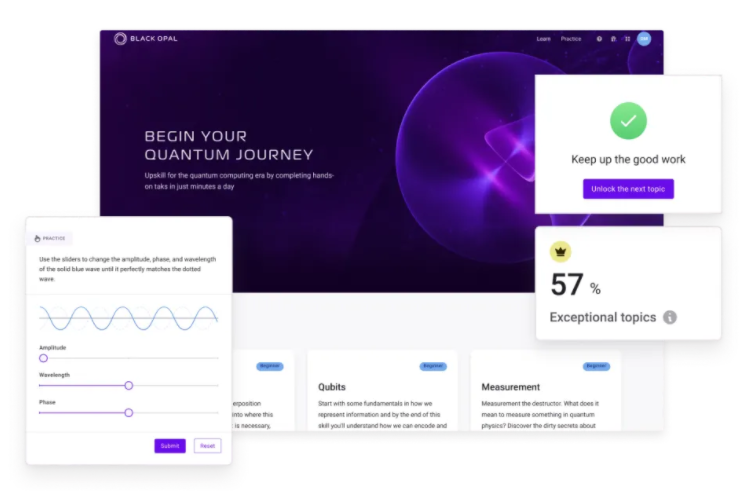 BLACK OPAL
Learn Practice
BEGIN YOUR
QUANTUM JOURNEY
Upskill for the quantum computing era by completing hands-
on taks in just minutes a day
Keep up the good work
Unlock the next topic
57 %
Exceptional topics
PRACTICE
Use the sliders to change the amplitude, phase, and wavelength
of the solid blue wave until it perfectly matches the dotted
wave.
Amplitude
Wavelength
Phase
Submit Reset
Beginner
erposition
into where this
is necessary,
Beginner
Qubits
Start with some fundamentals in how we
represent information and by the end of this
skill you'll understand how we can encode and
Beginner
Measurement
Measurement the destructor. What does it
mean to measure something in quantum
physics? Discover the dirty secrets about